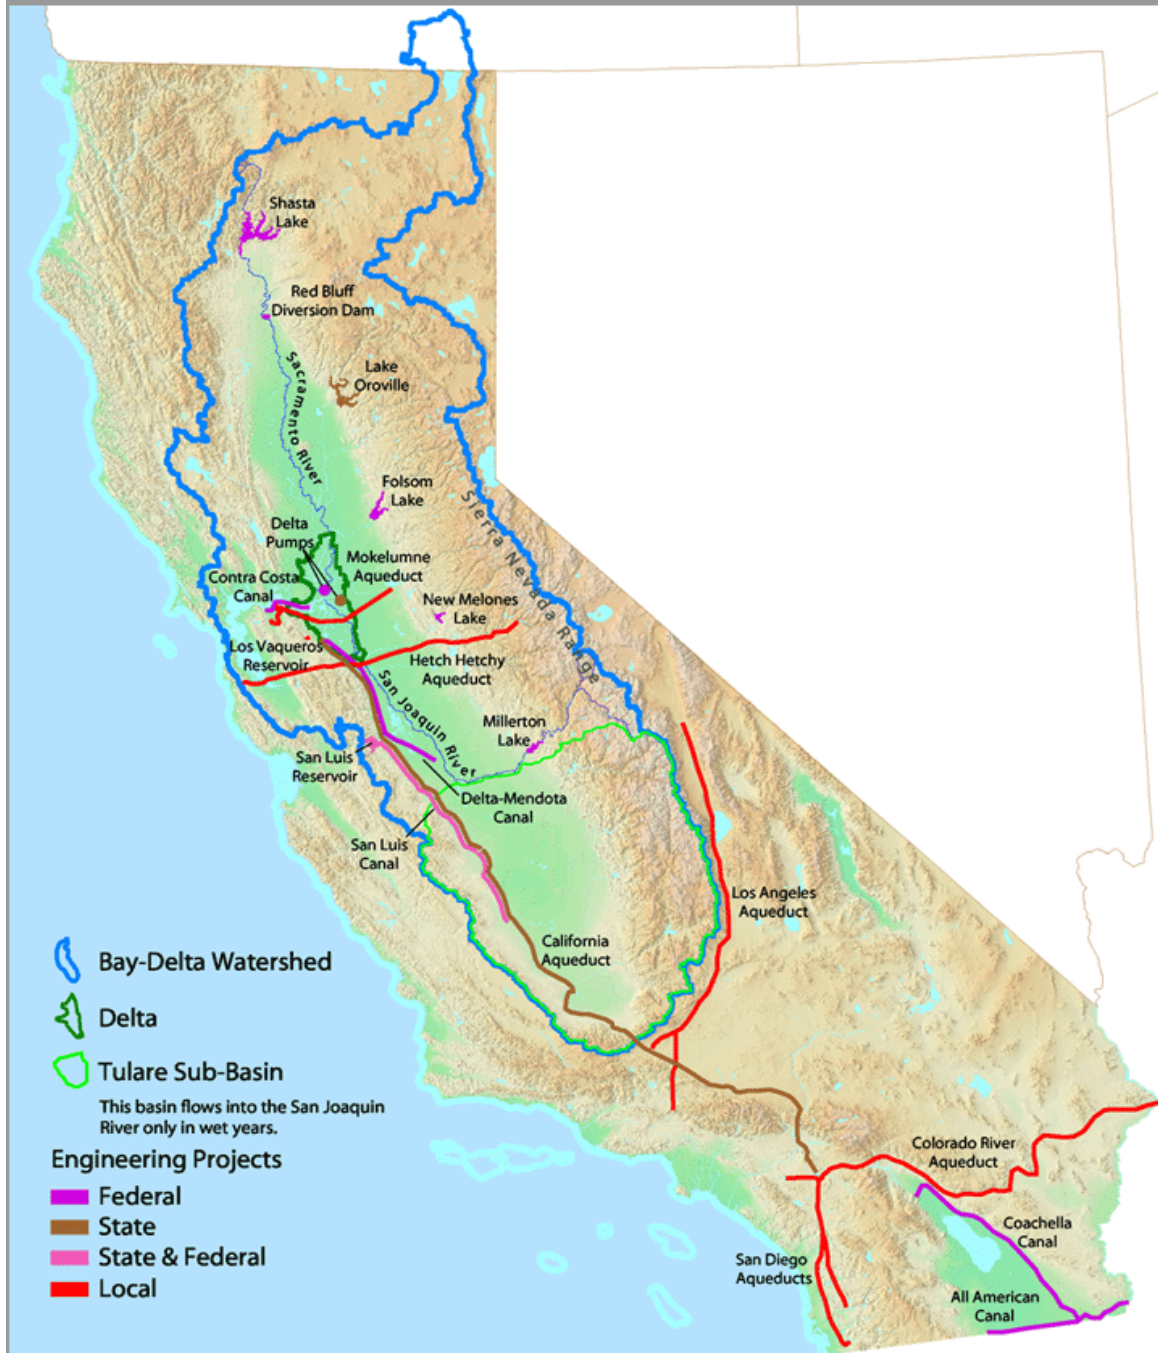 Shasta
Lake
Red Bluff
Diversion Dam
Lake
Oroville
Sacramento River
Folsom
Lake
Sierra Nevada Range
Delta
Pumps
Mokelumne
Aqueduct
Contra Costa
Canal
New Melones
Lake
Los Vaqueros
Reservoir
Hetch Hetchy
Aqueduct
San Joaquin River
Millerton
Lake
San Luis
Reservoir
Delta-Mendota
Canal
San Luis
Canal
Los Angeles
Aqueduct
California
Aqueduct
Bay-Delta Watershed
Delta
Tulare Sub-Basin
This basin flows into the San Joaquin
River only in wet years.
Engineering Projects
Federal
State
State & Federal
Local
Colorado River
Aqueduct
Coachella
Canal
San Diego
Aqueducts
All American
Canal